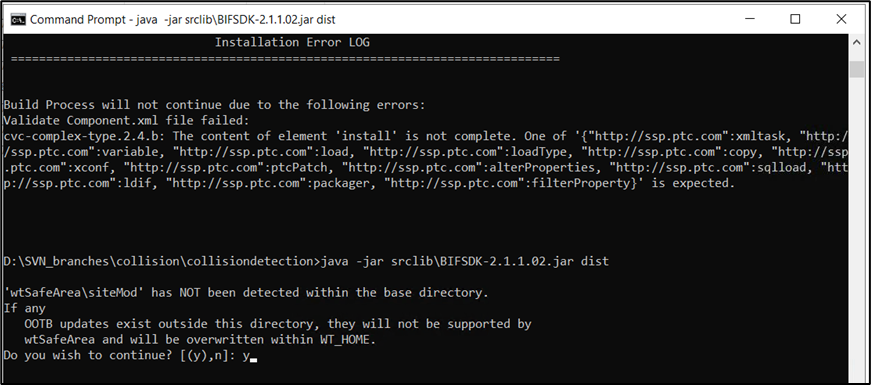 Command Prompt - java -jar srclib\BIFSDK-2.1.1.02.jar dist
Installation Error LOG
==============================================================================
Build Process will not continue due to the following errors:
Validate Component.xml file failed:
cvc-complex-type.2.4.b: The content of element 'install' is not complete. One of '{"http://ssp.ptc.com":xmltask, "http:/
/ssp.ptc.com":variable, "http://ssp.ptc.com":load, "http://ssp.ptc.com":loadType, "http://ssp.ptc.com":copy, "http://ssp
.ptc.com":xconf, "http://ssp.ptc.com":ptcPatch, "http://ssp.ptc.com":alterProperties, "http://ssp.ptc.com":sqlload, "htt
p://ssp.ptc.com":ldif, "http://ssp.ptc.com":packager, "http://ssp.ptc.com":filterProperty}' is expected.
D:\SVN_branches\collision\collisiondetection>java -jar srclib\BIFSDK-2.1.1.02.jar dist
'wtSafeArea\siteMod' has NOT been detected within the base directory.
If any
OOTB updates exist outside this directory, they will not be supported by
wtSafeArea and will be overwritten within WT_HOME.
Do you wish to continue? [(y),n]: y